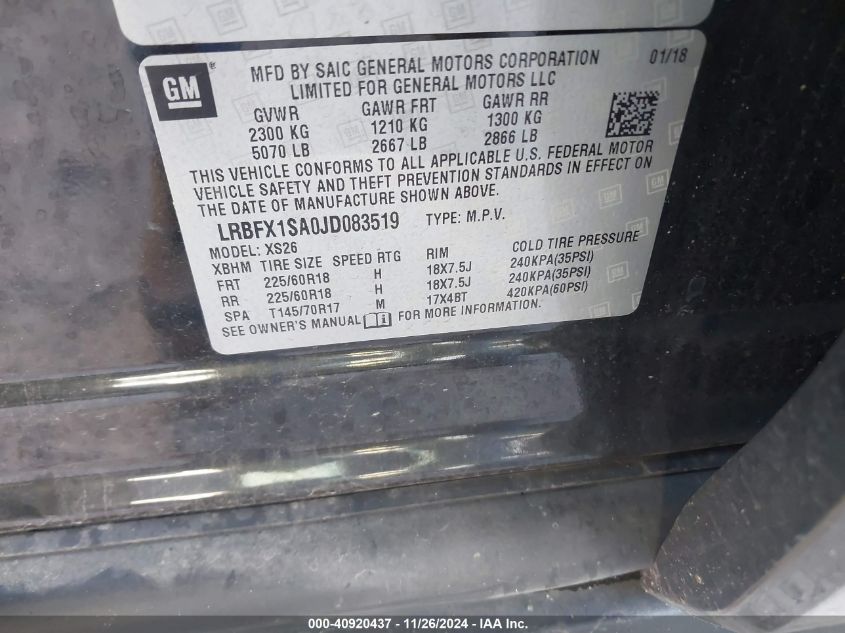 GM
MFD BY SAIC GENERAL MOTORS CORPORATION 01/18
LIMITED FOR GENERAL MOTORS LLC
GVWR GAWR FRT GAWR RR
2300 KG 1210 KG 1300 KG
5070 LB 2667 LB 2866 LB
THIS VEHICLE CONFORMS TO ALL APPLICABLE U.S. FEDERAL MOTOR
VEHICLE SAFETY AND THEFT PREVENTION STANDARDS IN EFFECT ON
THE DATE OF MANUFACTURE SHOWN ABOVE.
LRBFX1SA0JD083519 TYPE: M.P.V.
MODEL: XS26
XBHM TIRE SIZE SPEED RTG RIM COLD TIRE PRESSURE
FRT 225/60R18 H 18X7.5J 240KPA(35PSI)
RR 225/60R18 H 18X7.5J 240KPA(35PSI)
SPA T145/70R17 M 17X4BT 420KPA(60PSI)
SEE OWNER'S MANUAL FOR MORE INFORMATION.
000-40920437 - 11/26/2024 - IAAI.com